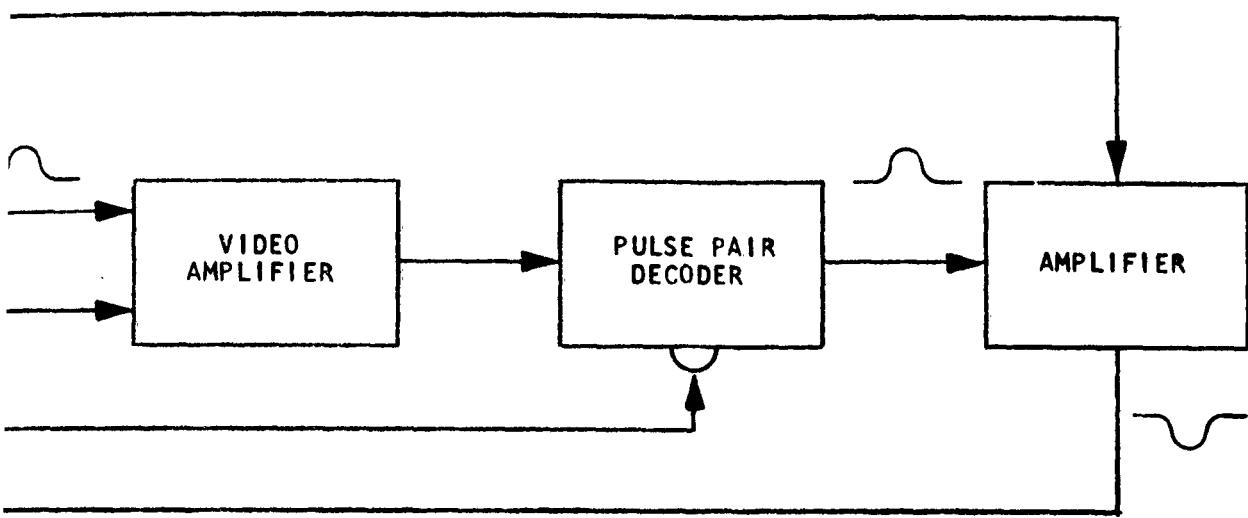 VIDEO
AMPLIFIER
PULSE PAIR
DECODER
AMPLIFIER